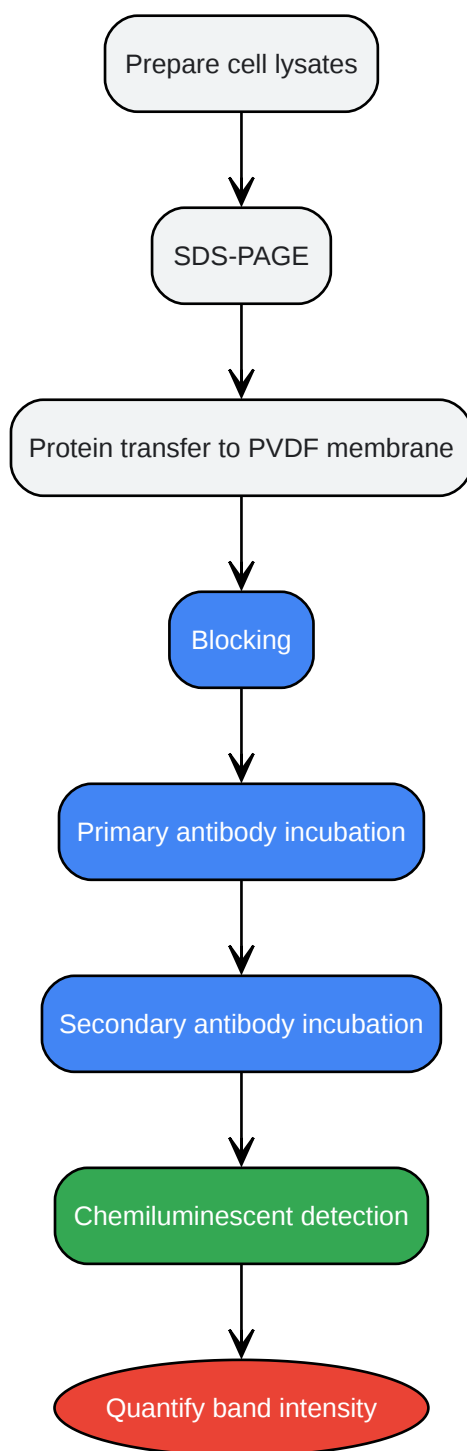 Prepare cell lysates
SDS-PAGE
Protein transfer to PVDF membrane
Blocking
Primary antibody incubation
Secondary antibody incubation
Chemiluminescent detection
Quantify band intensity